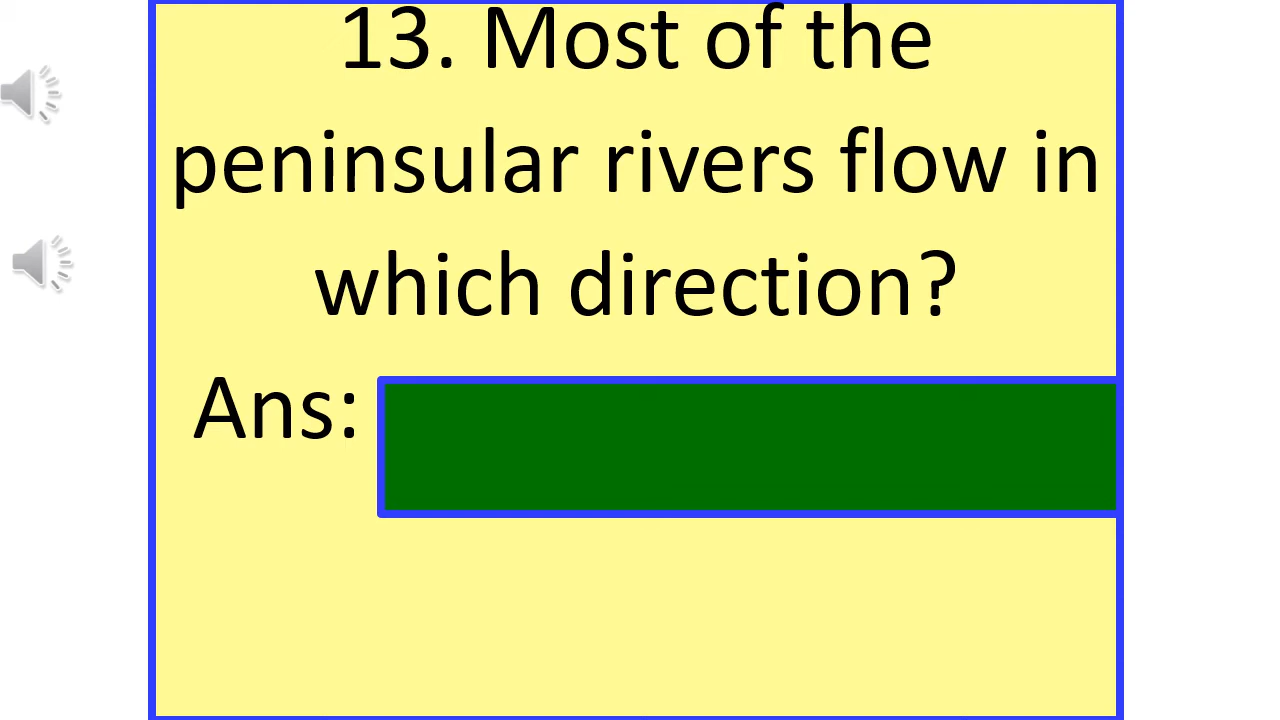 13. Most of the
peninsular rivers flow in
which direction?
Ans: